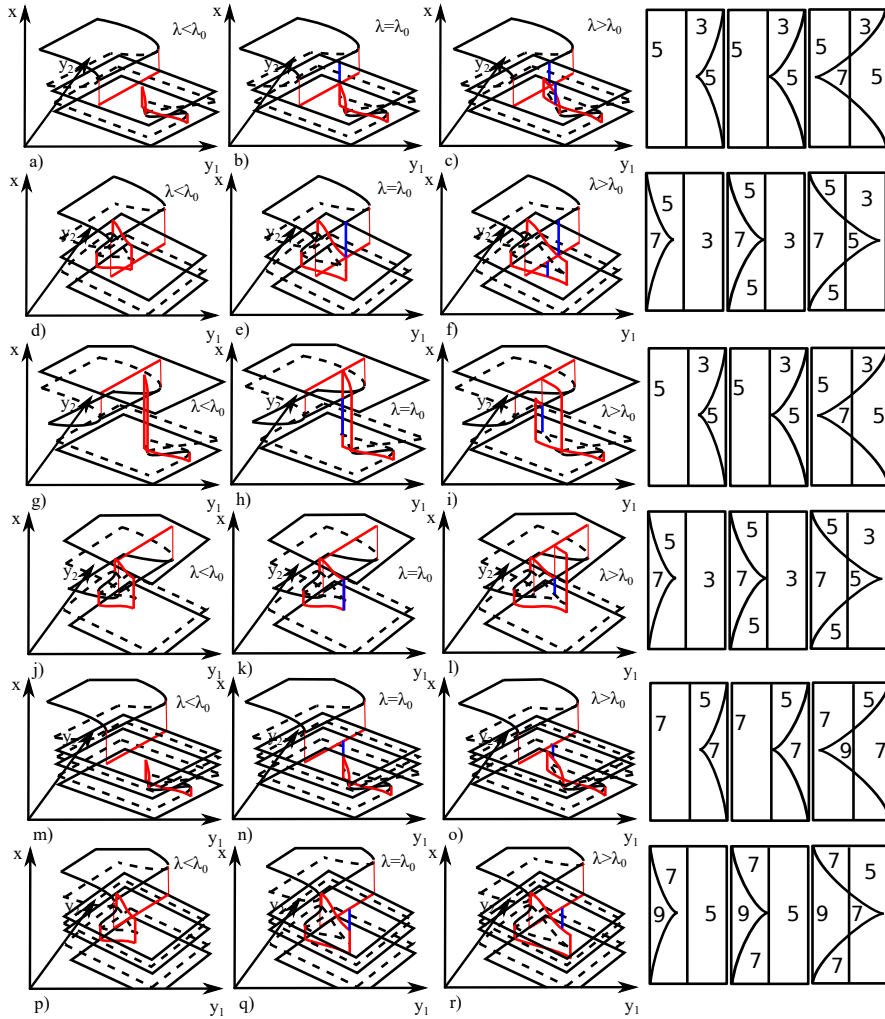 x λ<λ₀ x λ=λ₀ x λ>λ₀ 3 3 3
5 5 5
y₂ y₂ y₂ 5 5 7 5
a) y₁ b) y₁ c) y₁
x λ<λ₀ x λ=λ₀ x λ>λ₀ 5 5 3
y₂ y₂ y₂ 7 3 7 3 7 5
5 5
d) y₁ e) y₁ f) y₁
x x x 3 3 3
5 5 5
y₂ λ<λ₀ y₂ λ=λ₀ y₂ λ>λ₀ 5 5 7 5
g) y₁ h) y₁ i) y₁
x x x 5 5 3
y₂ λ<λ₀ y₂ λ=λ₀ y₂ λ>λ₀ 7 3 7 3 7 5
5 5
j) y₁ k) y₁ l) y₁
x λ<λ₀ x λ=λ₀ x λ>λ₀ 5 5 5
7 7 7
y y₂ y 7 7 9 7
m) y₁ n) y₁ o) y₁
x λ<λ₀ x λ=λ₀ x λ>λ₀ 7 7 7 5
y₂ y y₂ 9 5 9 5 9 7
7 7
p) y₁ q) y₁ r) y₁